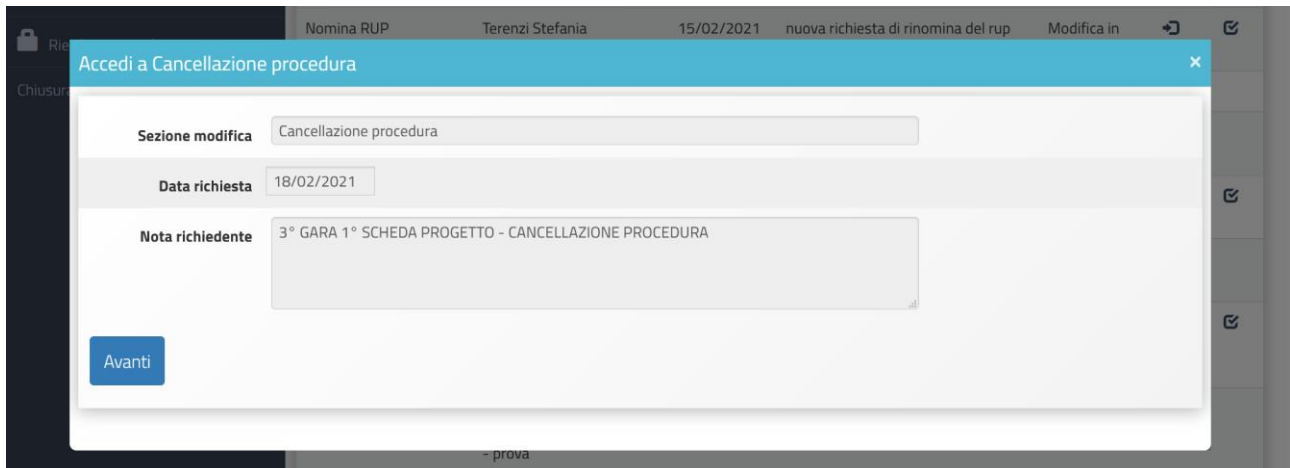 Nomina RUP Terenzi Stefania 15/02/2021 nuova richiesta di rinomina del rup Modifica in
Rie
Accedi a Cancellazione procedura ×
Chiusura
Sezione modifica Cancellazione procedura
Data richiesta 18/02/2021
Nota richiedente 3° GARA 1° SCHEDA PROGETTO - CANCELLAZIONE PROCEDURA
Avanti
- prova